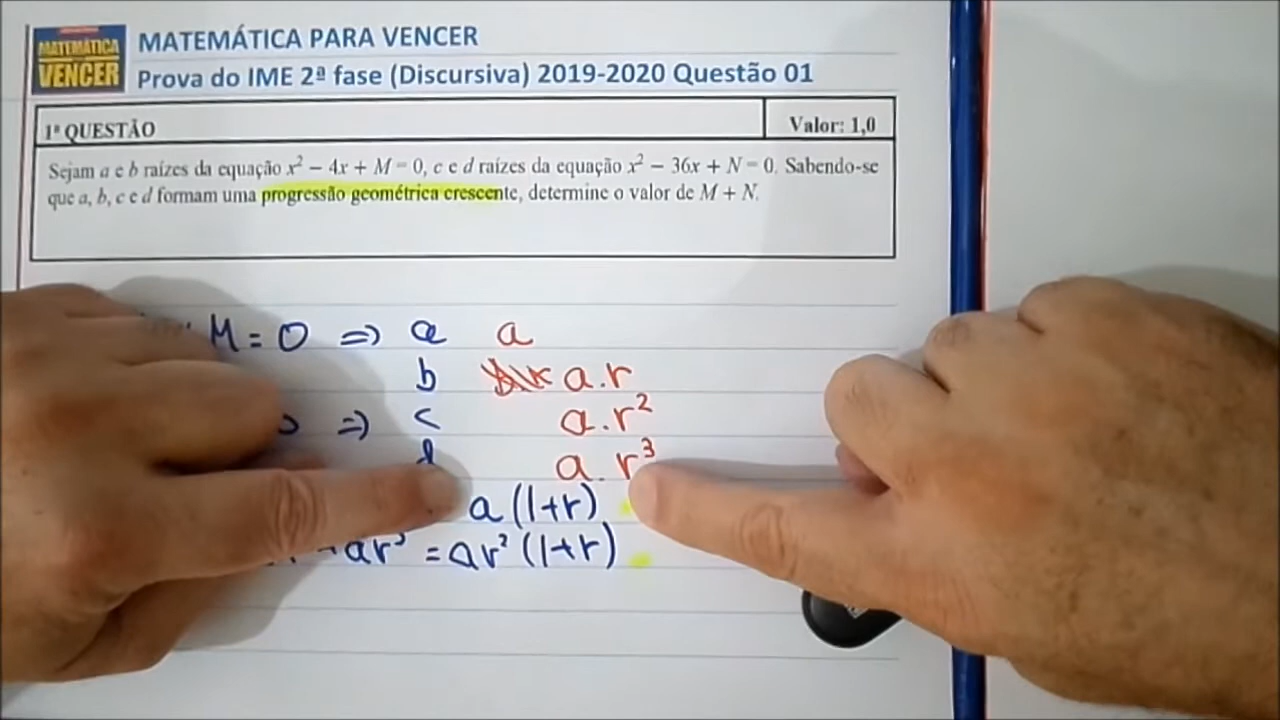 MATEMÁTICA
VENCER
MATEMÁTICA PARA VENCER
Prova do IME 2ª fase (Discursiva) 2019-2020 Questão 01
1ª QUESTÃO
Valor: 1,0
Sejam a e b raízes da equação x² − 4x + M = 0, c e d raízes da equação x² − 36x + N = 0. Sabendo-se
que a, b, c e d formam uma progressão geométrica crescente, determine o valor de M + N.
M = 0 => a a
b a.r
=> c a.r²
d a.r³
a(1+r)
+ar³ = ar²(1+r)